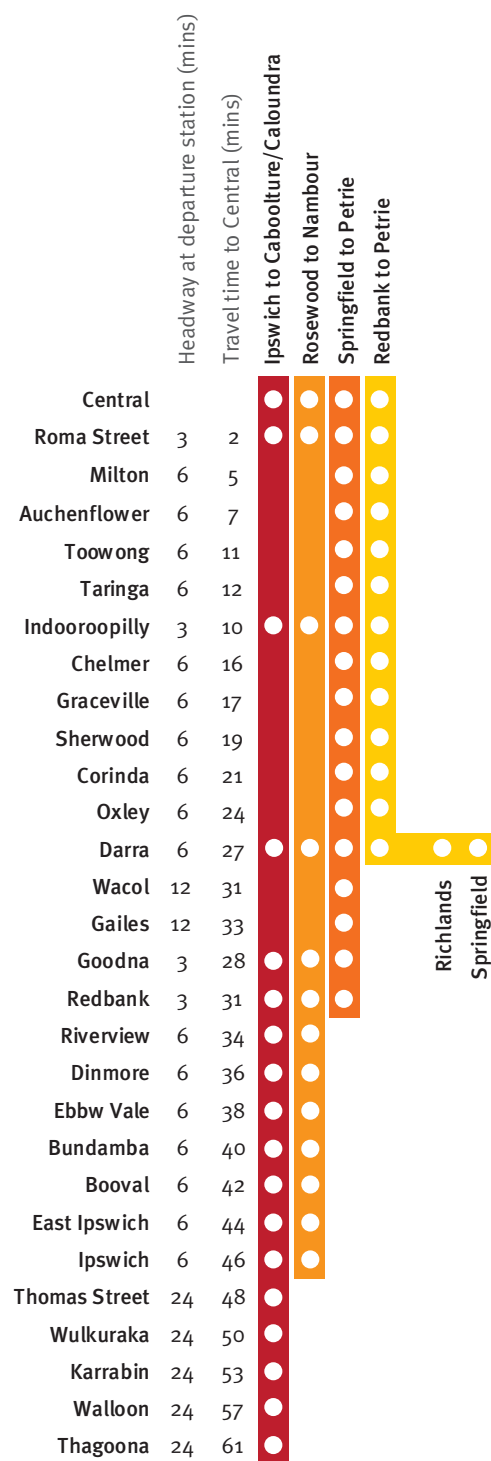 Headway at departure station (mins)
Travel time to Central (mins)
Ipswich to Caboolture/Caloundra
Rosewood to Nambour
Springfield to Petrie
Redbank to Petrie
Central
Roma Street 3 2
Milton 6 5
Auchenflower 6 7
Toowong 6 11
Taringa 6 12
Indooroopilly 3 10
Chelmer 6 16
Graceville 6 17
Sherwood 6 19
Corinda 6 21
Oxley 6 24
Darra 6 27
Wacol 12 31
Gailes 12 33
Goodna 3 28
Redbank 3 31
Riverview 6 34
Dinmore 6 36
Ebbw Vale 6 38
Bundamba 6 40
Booval 6 42
East Ipswich 6 44
Ipswich 6 46
Thomas Street 24 48
Wulkuraka 24 50
Karrabin 24 53
Walloon 24 57
Thagoona 24 61
Richlands
Springfield